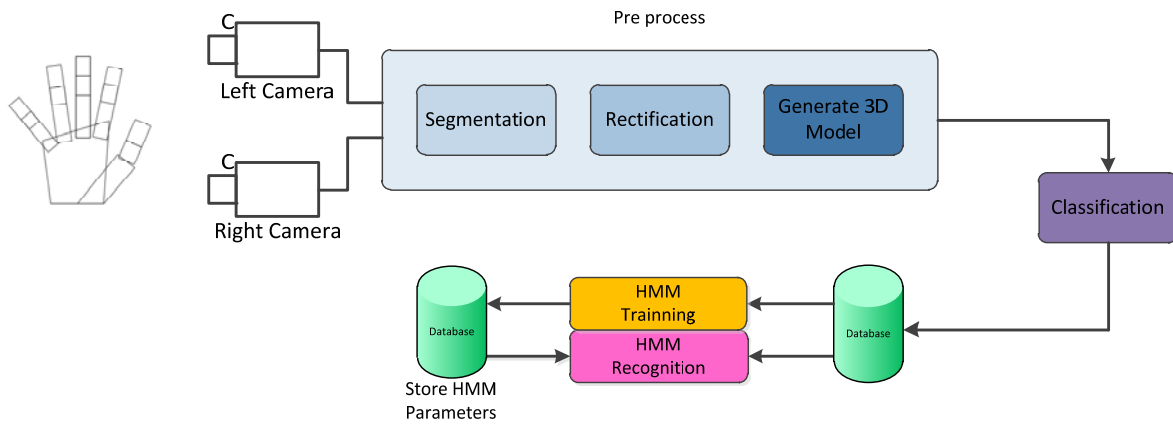 Pre process
C
Left Camera
Segmentation
Rectification
Generate 3D
Model
C
Right Camera
Classification
HMM
Trainning
Database
Database
HMM
Recognition
Store HMM
Parameters